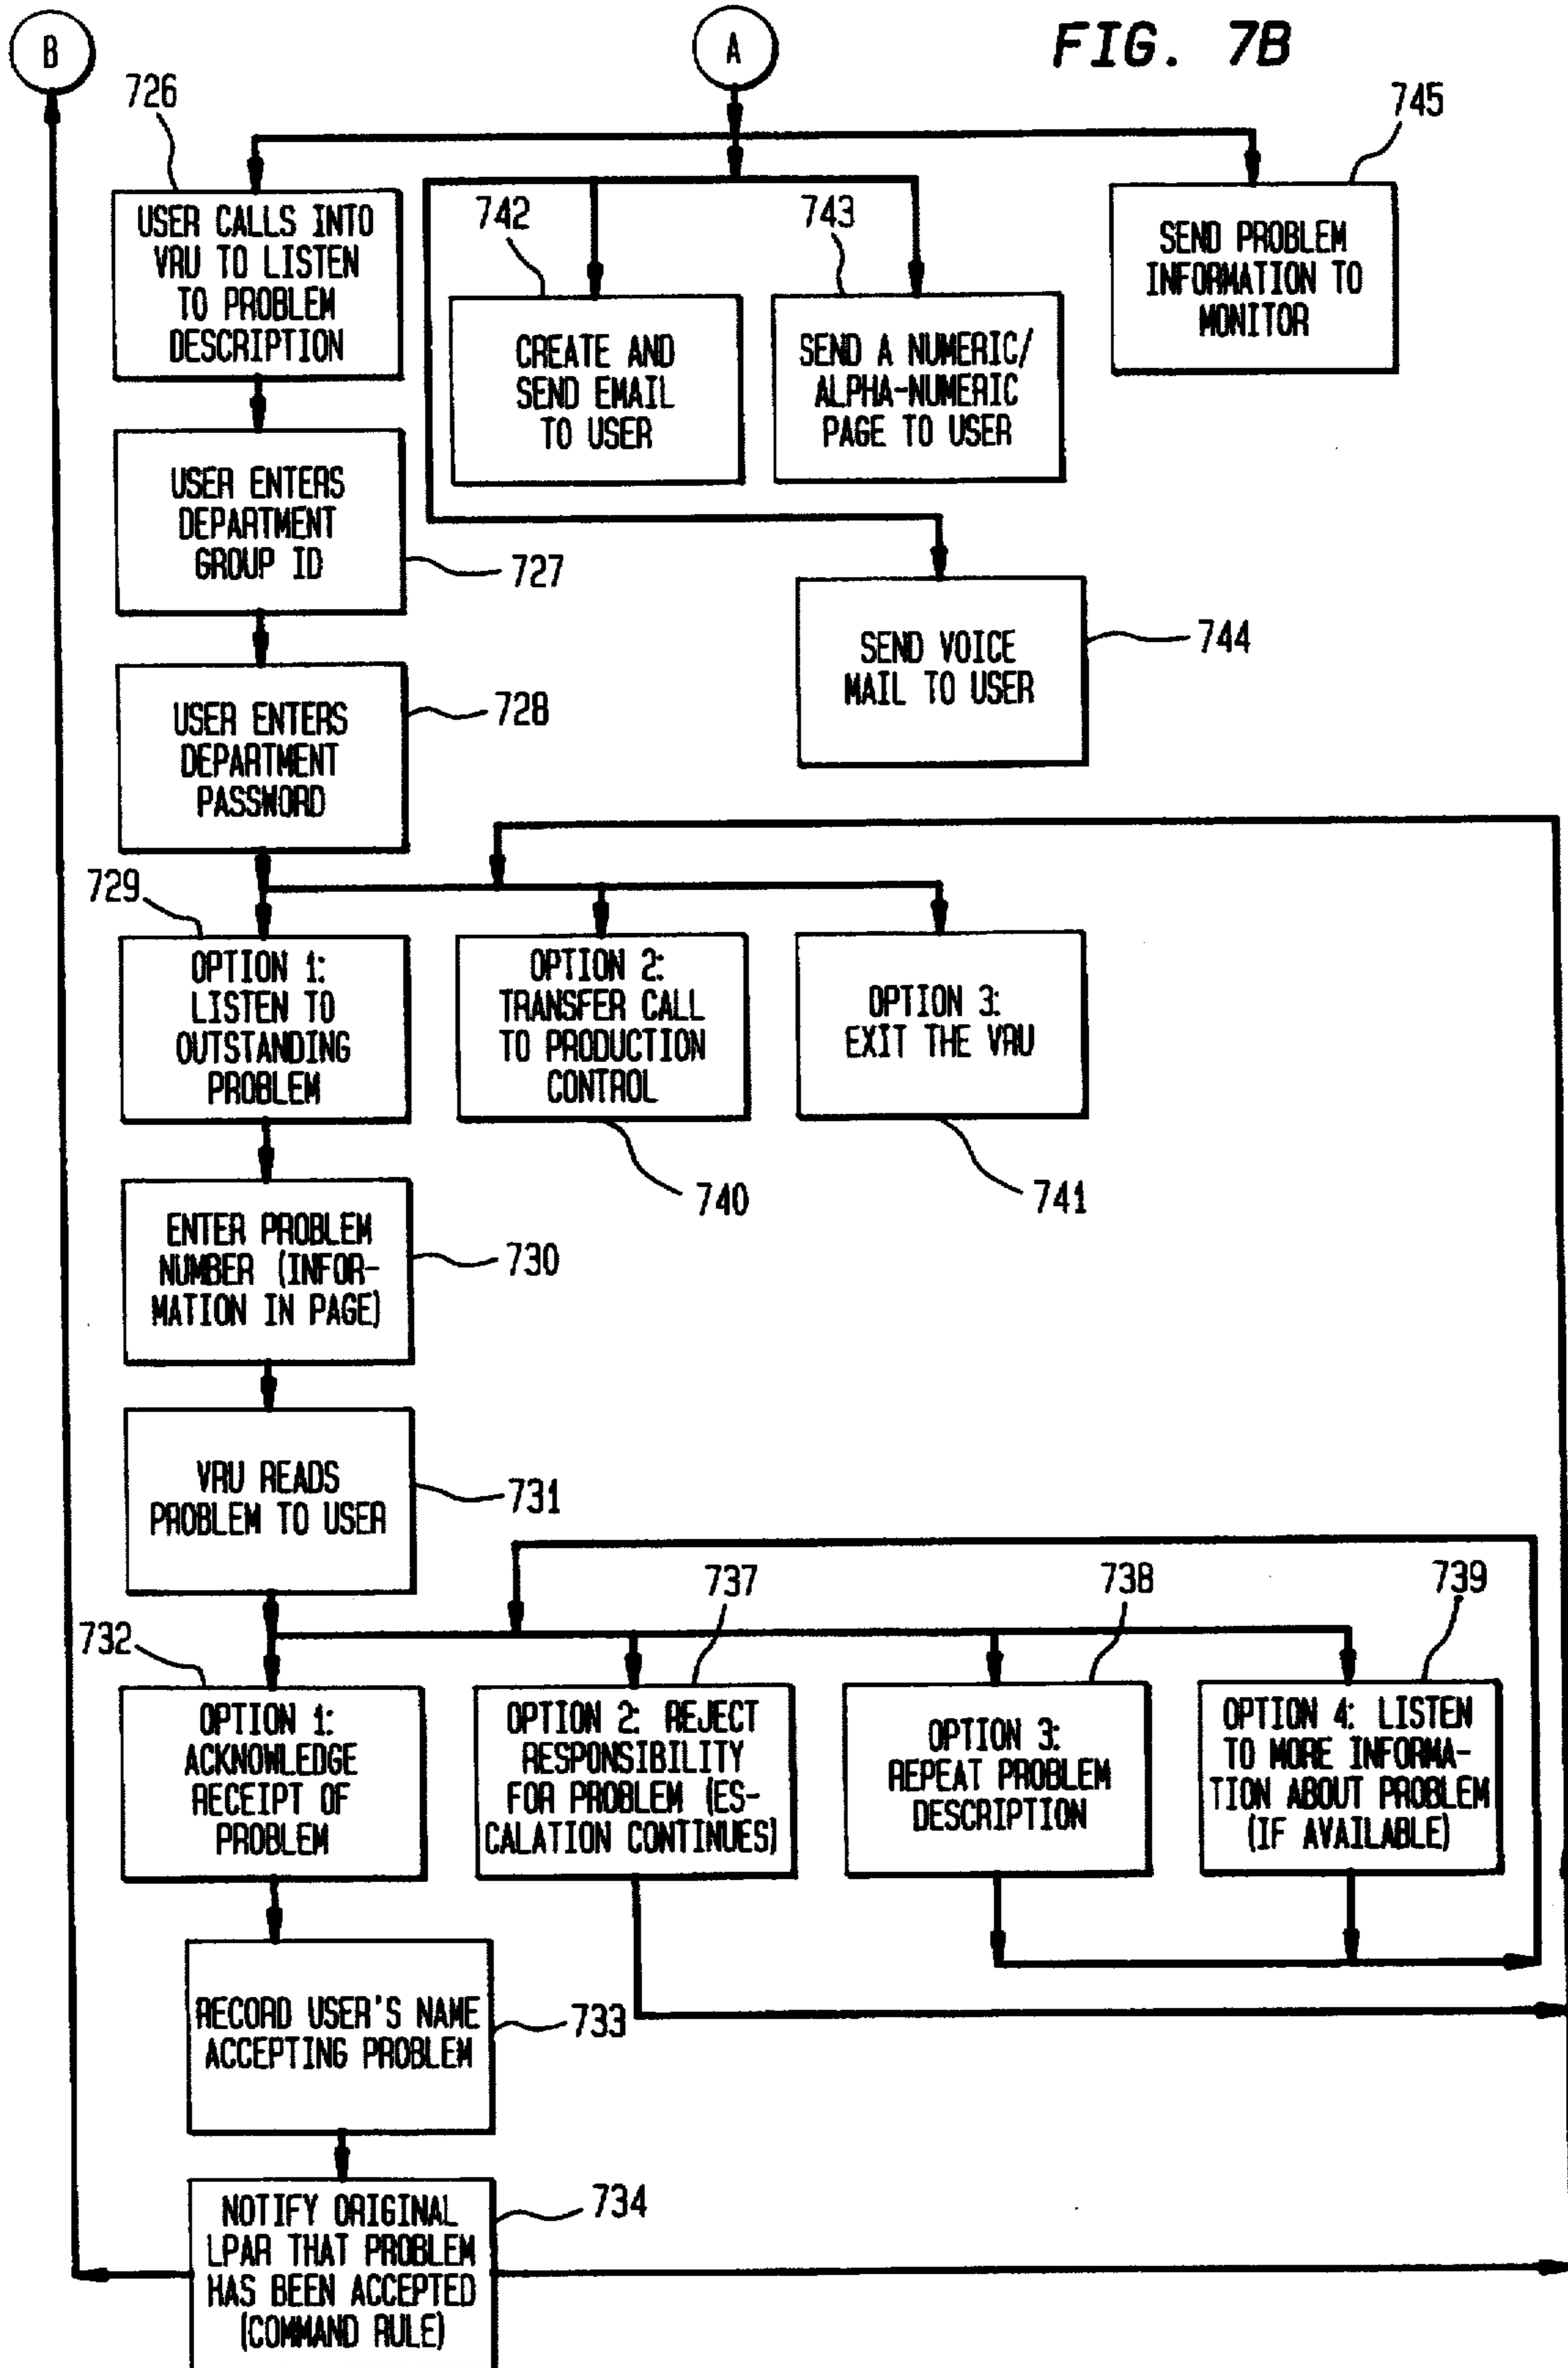 B
A
FIG. 7B
726
745
USER CALLS INTO
VRU TO LISTEN
TO PROBLEM
DESCRIPTION
742
CREATE AND
SEND EMAIL
TO USER
743
SEND A NUMERIC/
ALPHA-NUMERIC
PAGE TO USER
SEND PROBLEM
INFORMATION TO
MONITOR
USER ENTERS
DEPARTMENT
GROUP ID
727
SEND VOICE
MAIL TO USER
744
USER ENTERS
DEPARTMENT
PASSWORD
728
729
OPTION 1:
LISTEN TO
OUTSTANDING
PROBLEM
OPTION 2:
TRANSFER CALL
TO PRODUCTION
CONTROL
740
OPTION 3:
EXIT THE VRU
741
ENTER PROBLEM
NUMBER (INFOR-
MATION IN PAGE)
730
VRU READS
PROBLEM TO USER
731
732
OPTION 1:
ACKNOWLEDGE
RECEIPT OF
PROBLEM
737
OPTION 2: REJECT
RESPONSIBILITY
FOR PROBLEM (ES-
CALATION CONTINUES)
738
OPTION 3:
REPEAT PROBLEM
DESCRIPTION
739
OPTION 4: LISTEN
TO MORE INFORMA-
TION ABOUT PROBLEM
(IF AVAILABLE)
RECORD USER'S NAME
ACCEPTING PROBLEM
733
NOTIFY ORIGINAL
LPAR THAT PROBLEM
HAS BEEN ACCEPTED
(COMMAND RULE)
734